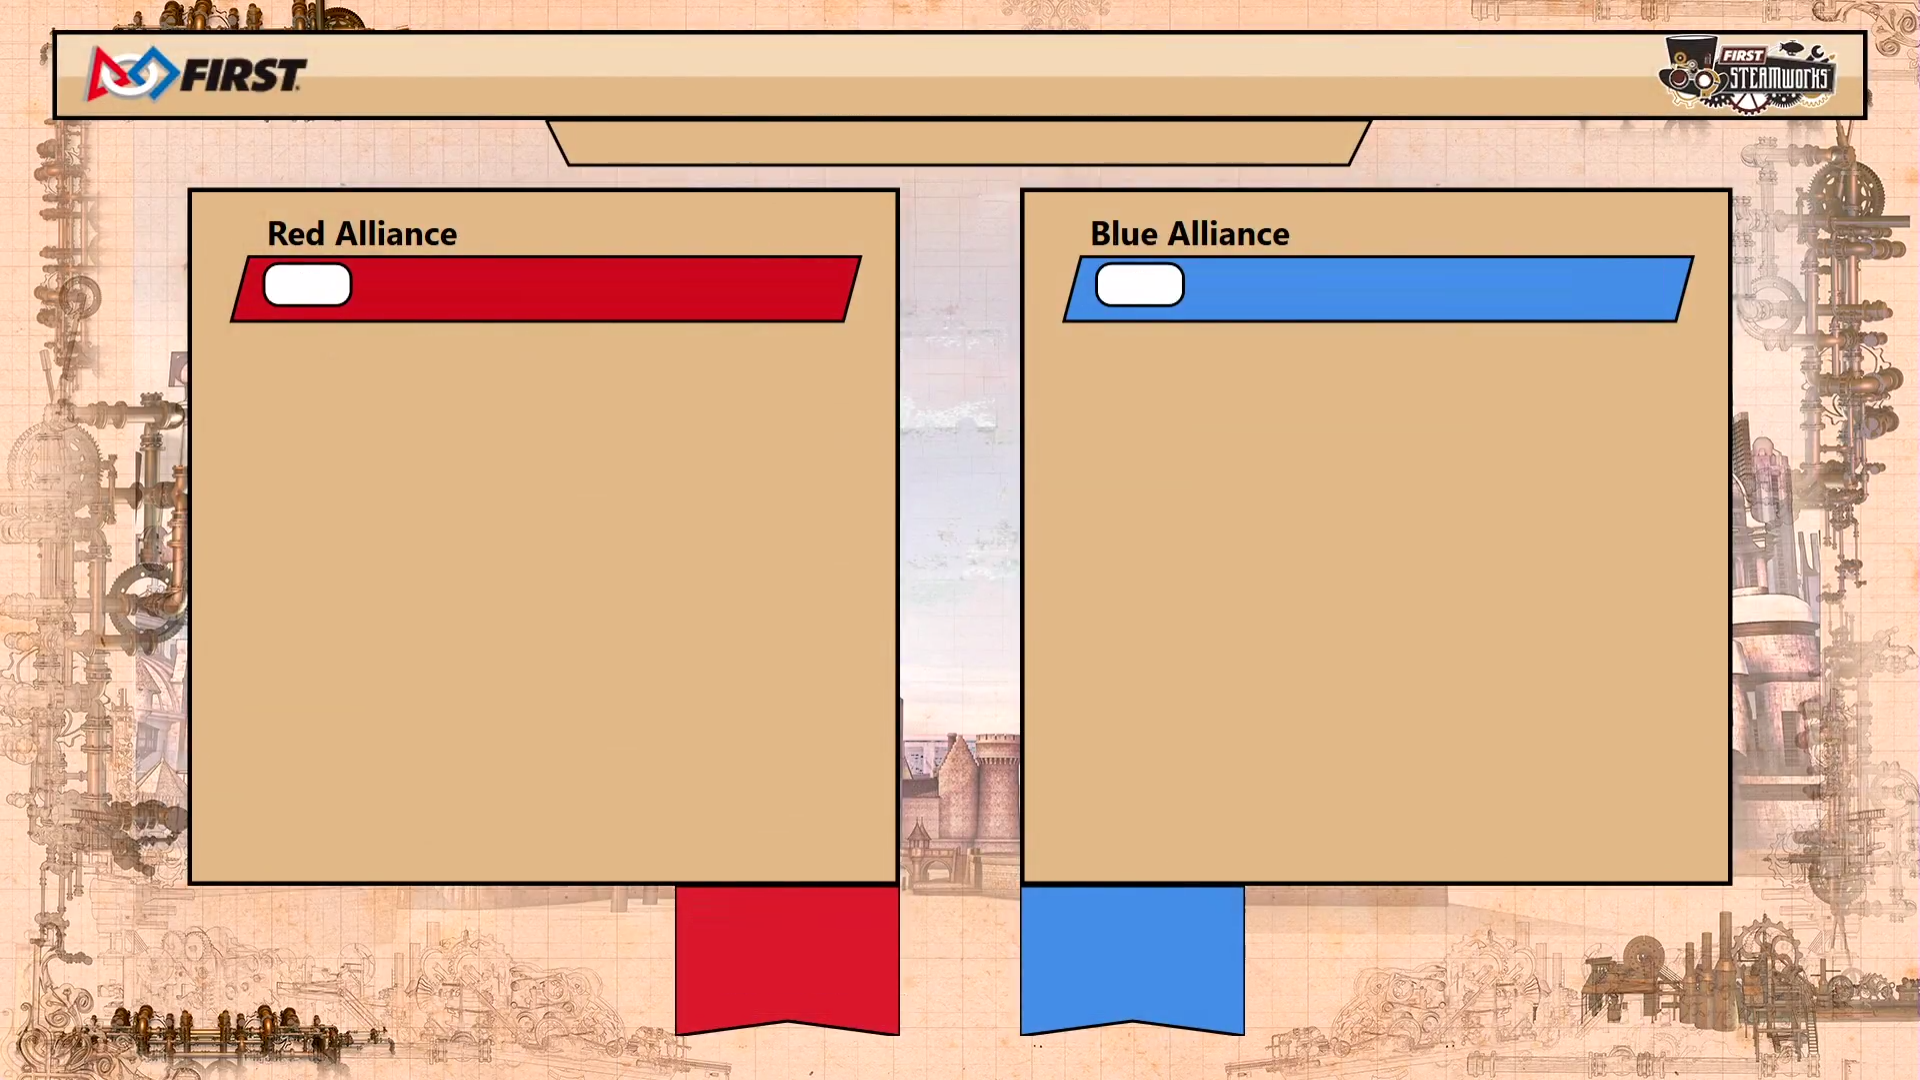 FIRST
FIRST
STEAMWORKS
Red Alliance
Blue Alliance